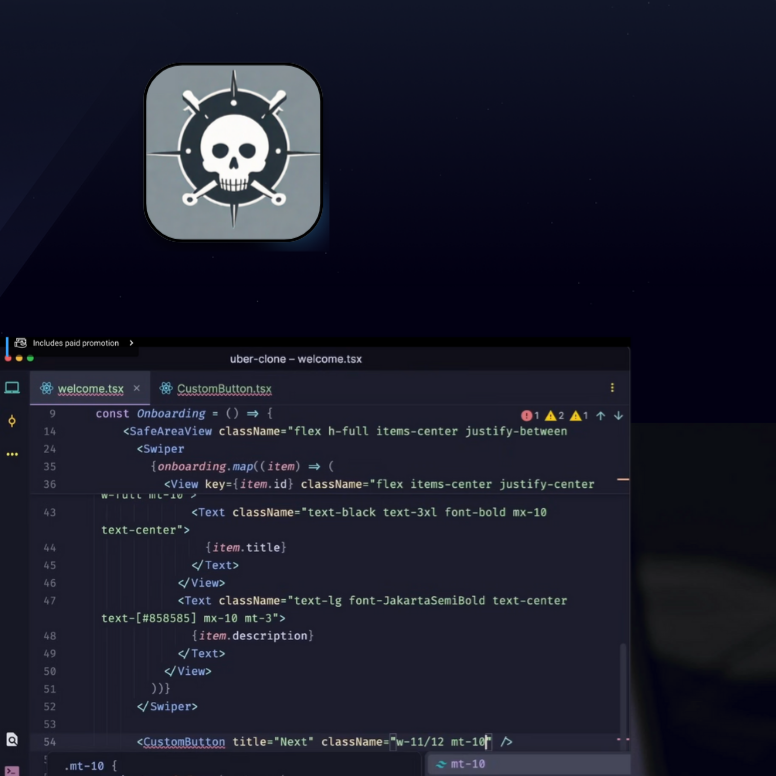 Includes paid promotion
uber-clone – welcome.tsx
welcome.tsx × CustomButton.tsx
9 const Onboarding = () ⇒ { 1 2 1
14 <SafeAreaView className="flex h-full items-center justify-between
24 <Swiper
35 {onboarding.map((item) ⇒ (
36 <View key={item.id} className="flex items-center justify-center
w-full mt-10">
43 <Text className="text-black text-3xl font-bold mx-10
text-center">
44 {item.title}
45 </Text>
46 </View>
47 <Text className="text-lg font-JakartaSemiBold text-center
text-[#858585] mx-10 mt-3">
48 {item.description}
49 </Text>
50 </View>
51 ))}
52 </Swiper>
53
54 <CustomButton title="Next" className="w-11/12 mt-10" />
.mt-10 { mt-10